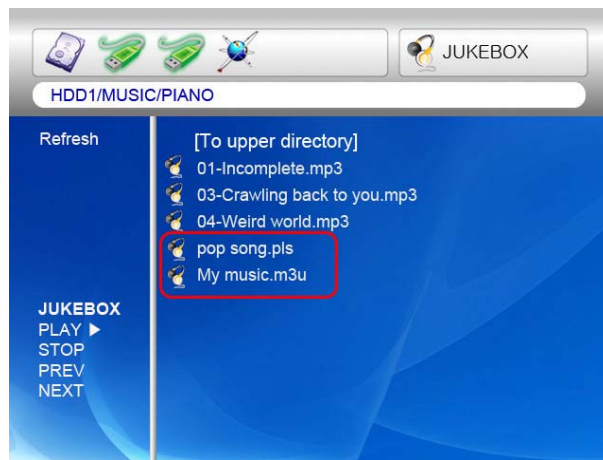 JUKEBOX
HDD1/MUSIC/PIANO
Refresh
[To upper directory]
01-Incomplete.mp3
03-Crawling back to you.mp3
04-Weird world.mp3
pop song.pls
My music.m3u
JUKEBOX
PLAY ▶
STOP
PREV
NEXT